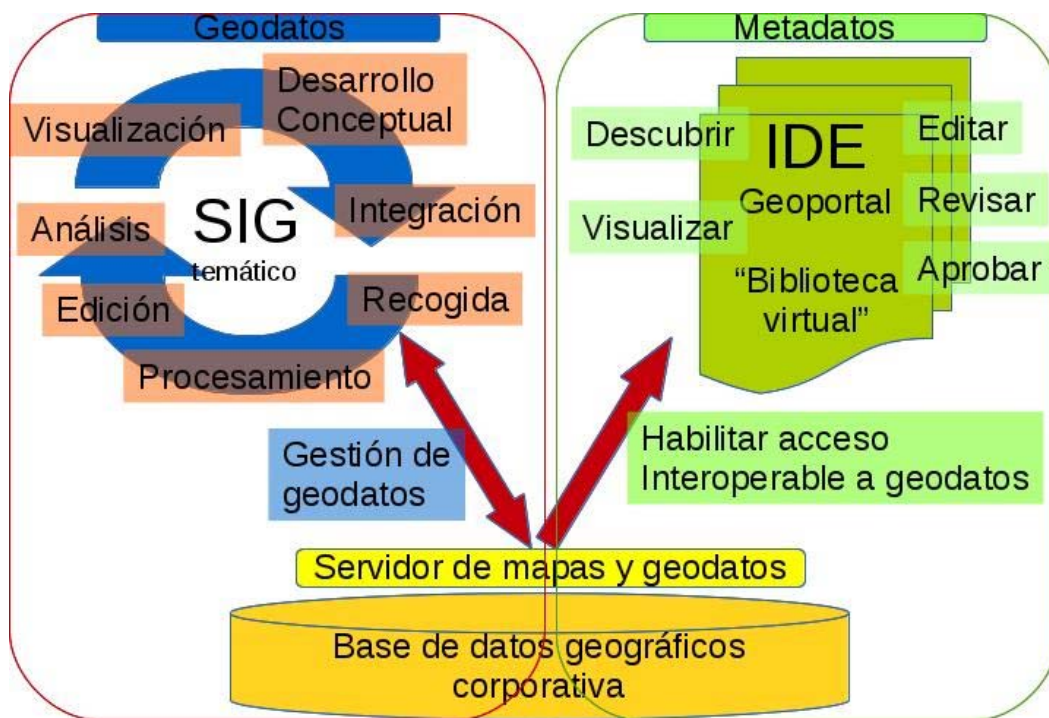 Geodatos
Desarrollo
Conceptual
Visualización
Integración
SIG
temático
Análisis
Edición
Recogida
Procesamiento
Gestión de
geodatos
Metadatos
Descubrir
Visualizar
IDE
Geoportal
“Biblioteca
virtual”
Editar
Revisar
Aprobar
Habilitar acceso
Interoperable a geodatos
Servidor de mapas y geodatos
Base de datos geográficos
corporativa